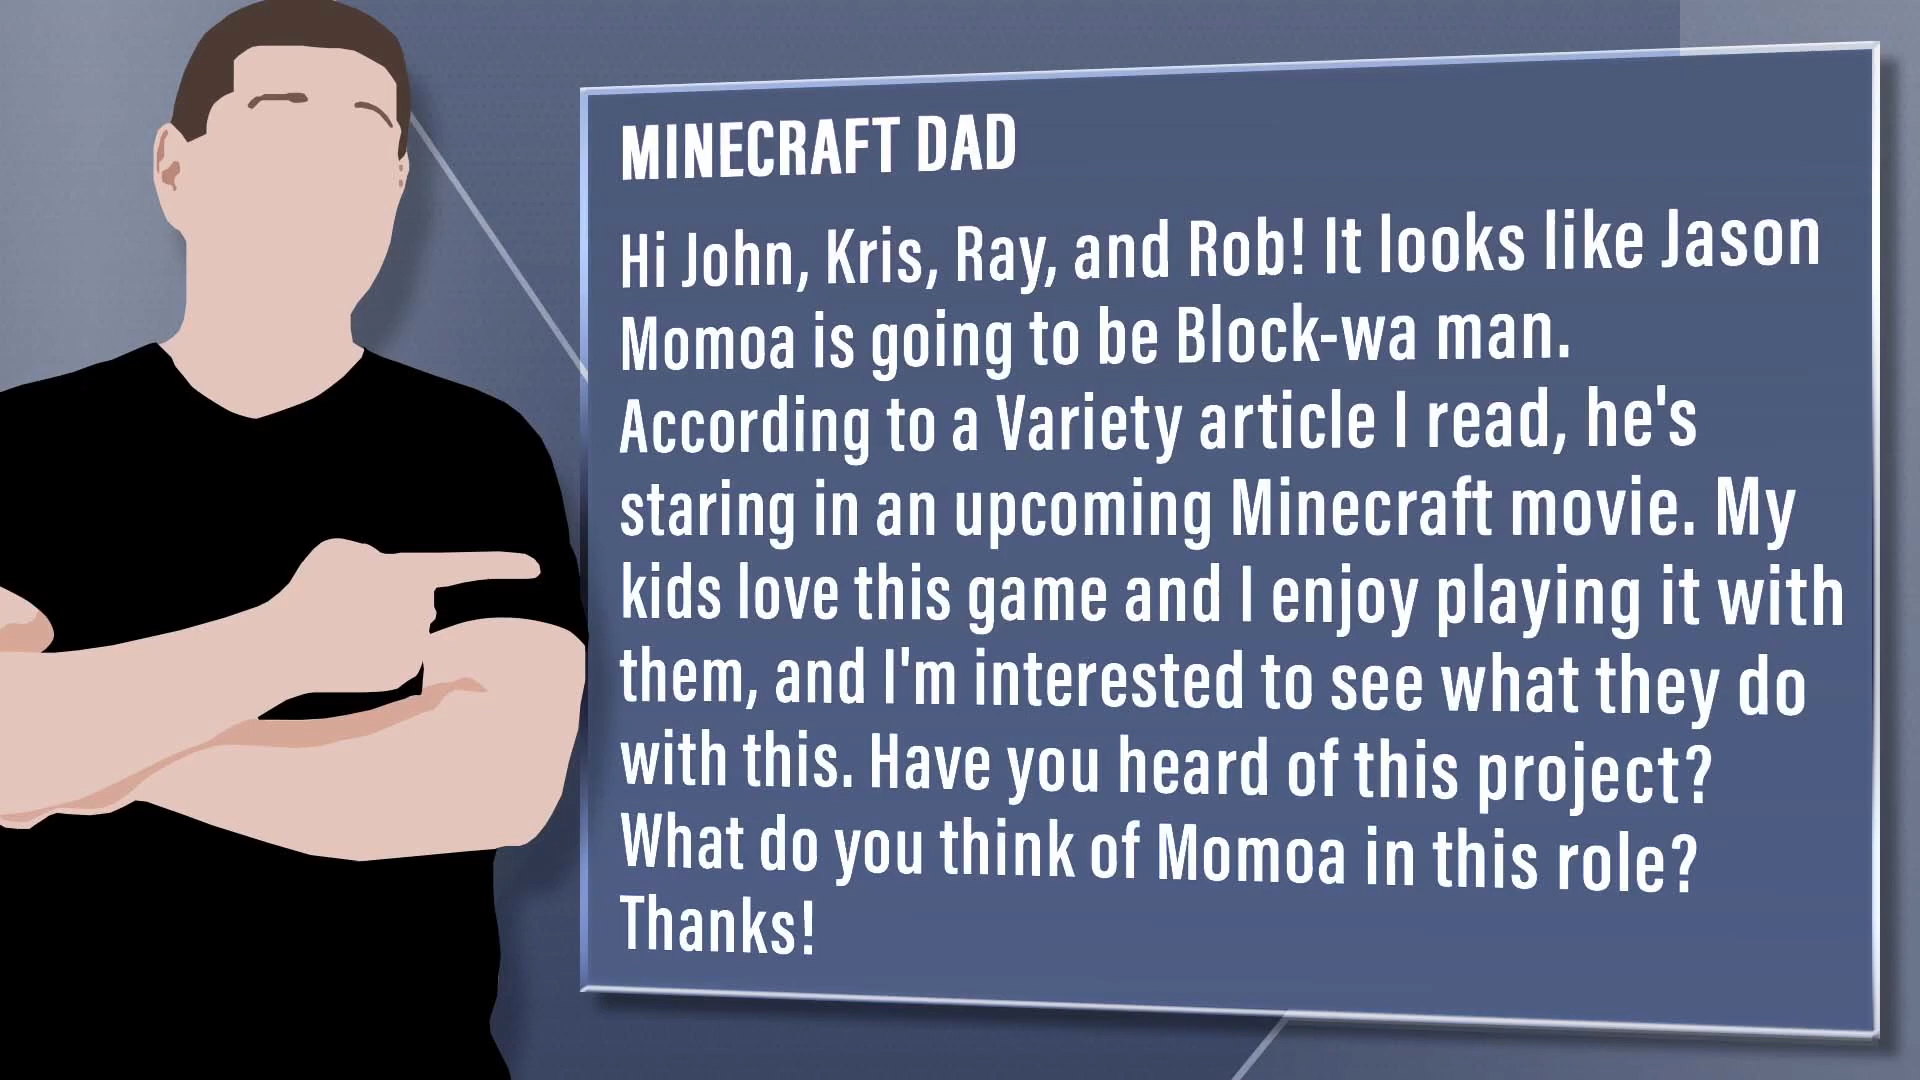 MINECRAFT DAD
Hi John, Kris, Ray, and Rob! It looks like Jason
Momoa is going to be Block-wa man.
According to a Variety article I read, he's
staring in an upcoming Minecraft movie. My
kids love this game and I enjoy playing it with
them, and I'm interested to see what they do
with this. Have you heard of this project?
What do you think of Momoa in this role?
Thanks!